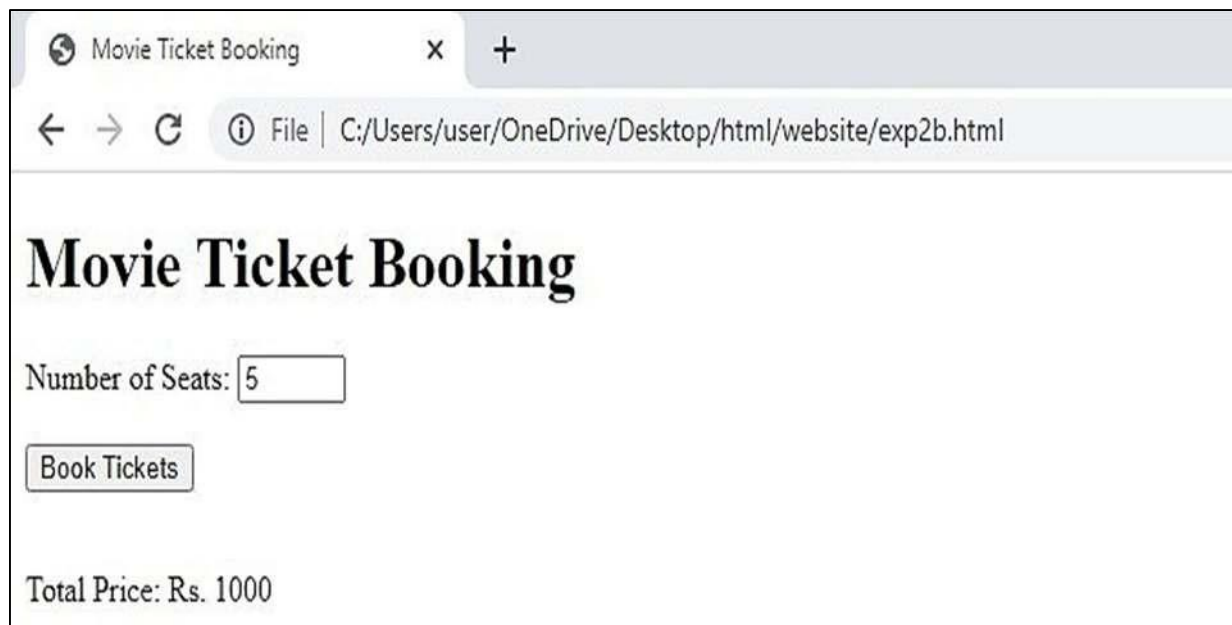 Movie Ticket Booking
File | C:/Users/user/OneDrive/Desktop/html/website/exp2b.html
Movie Ticket Booking
Number of Seats: 5
Book Tickets
Total Price: Rs. 1000